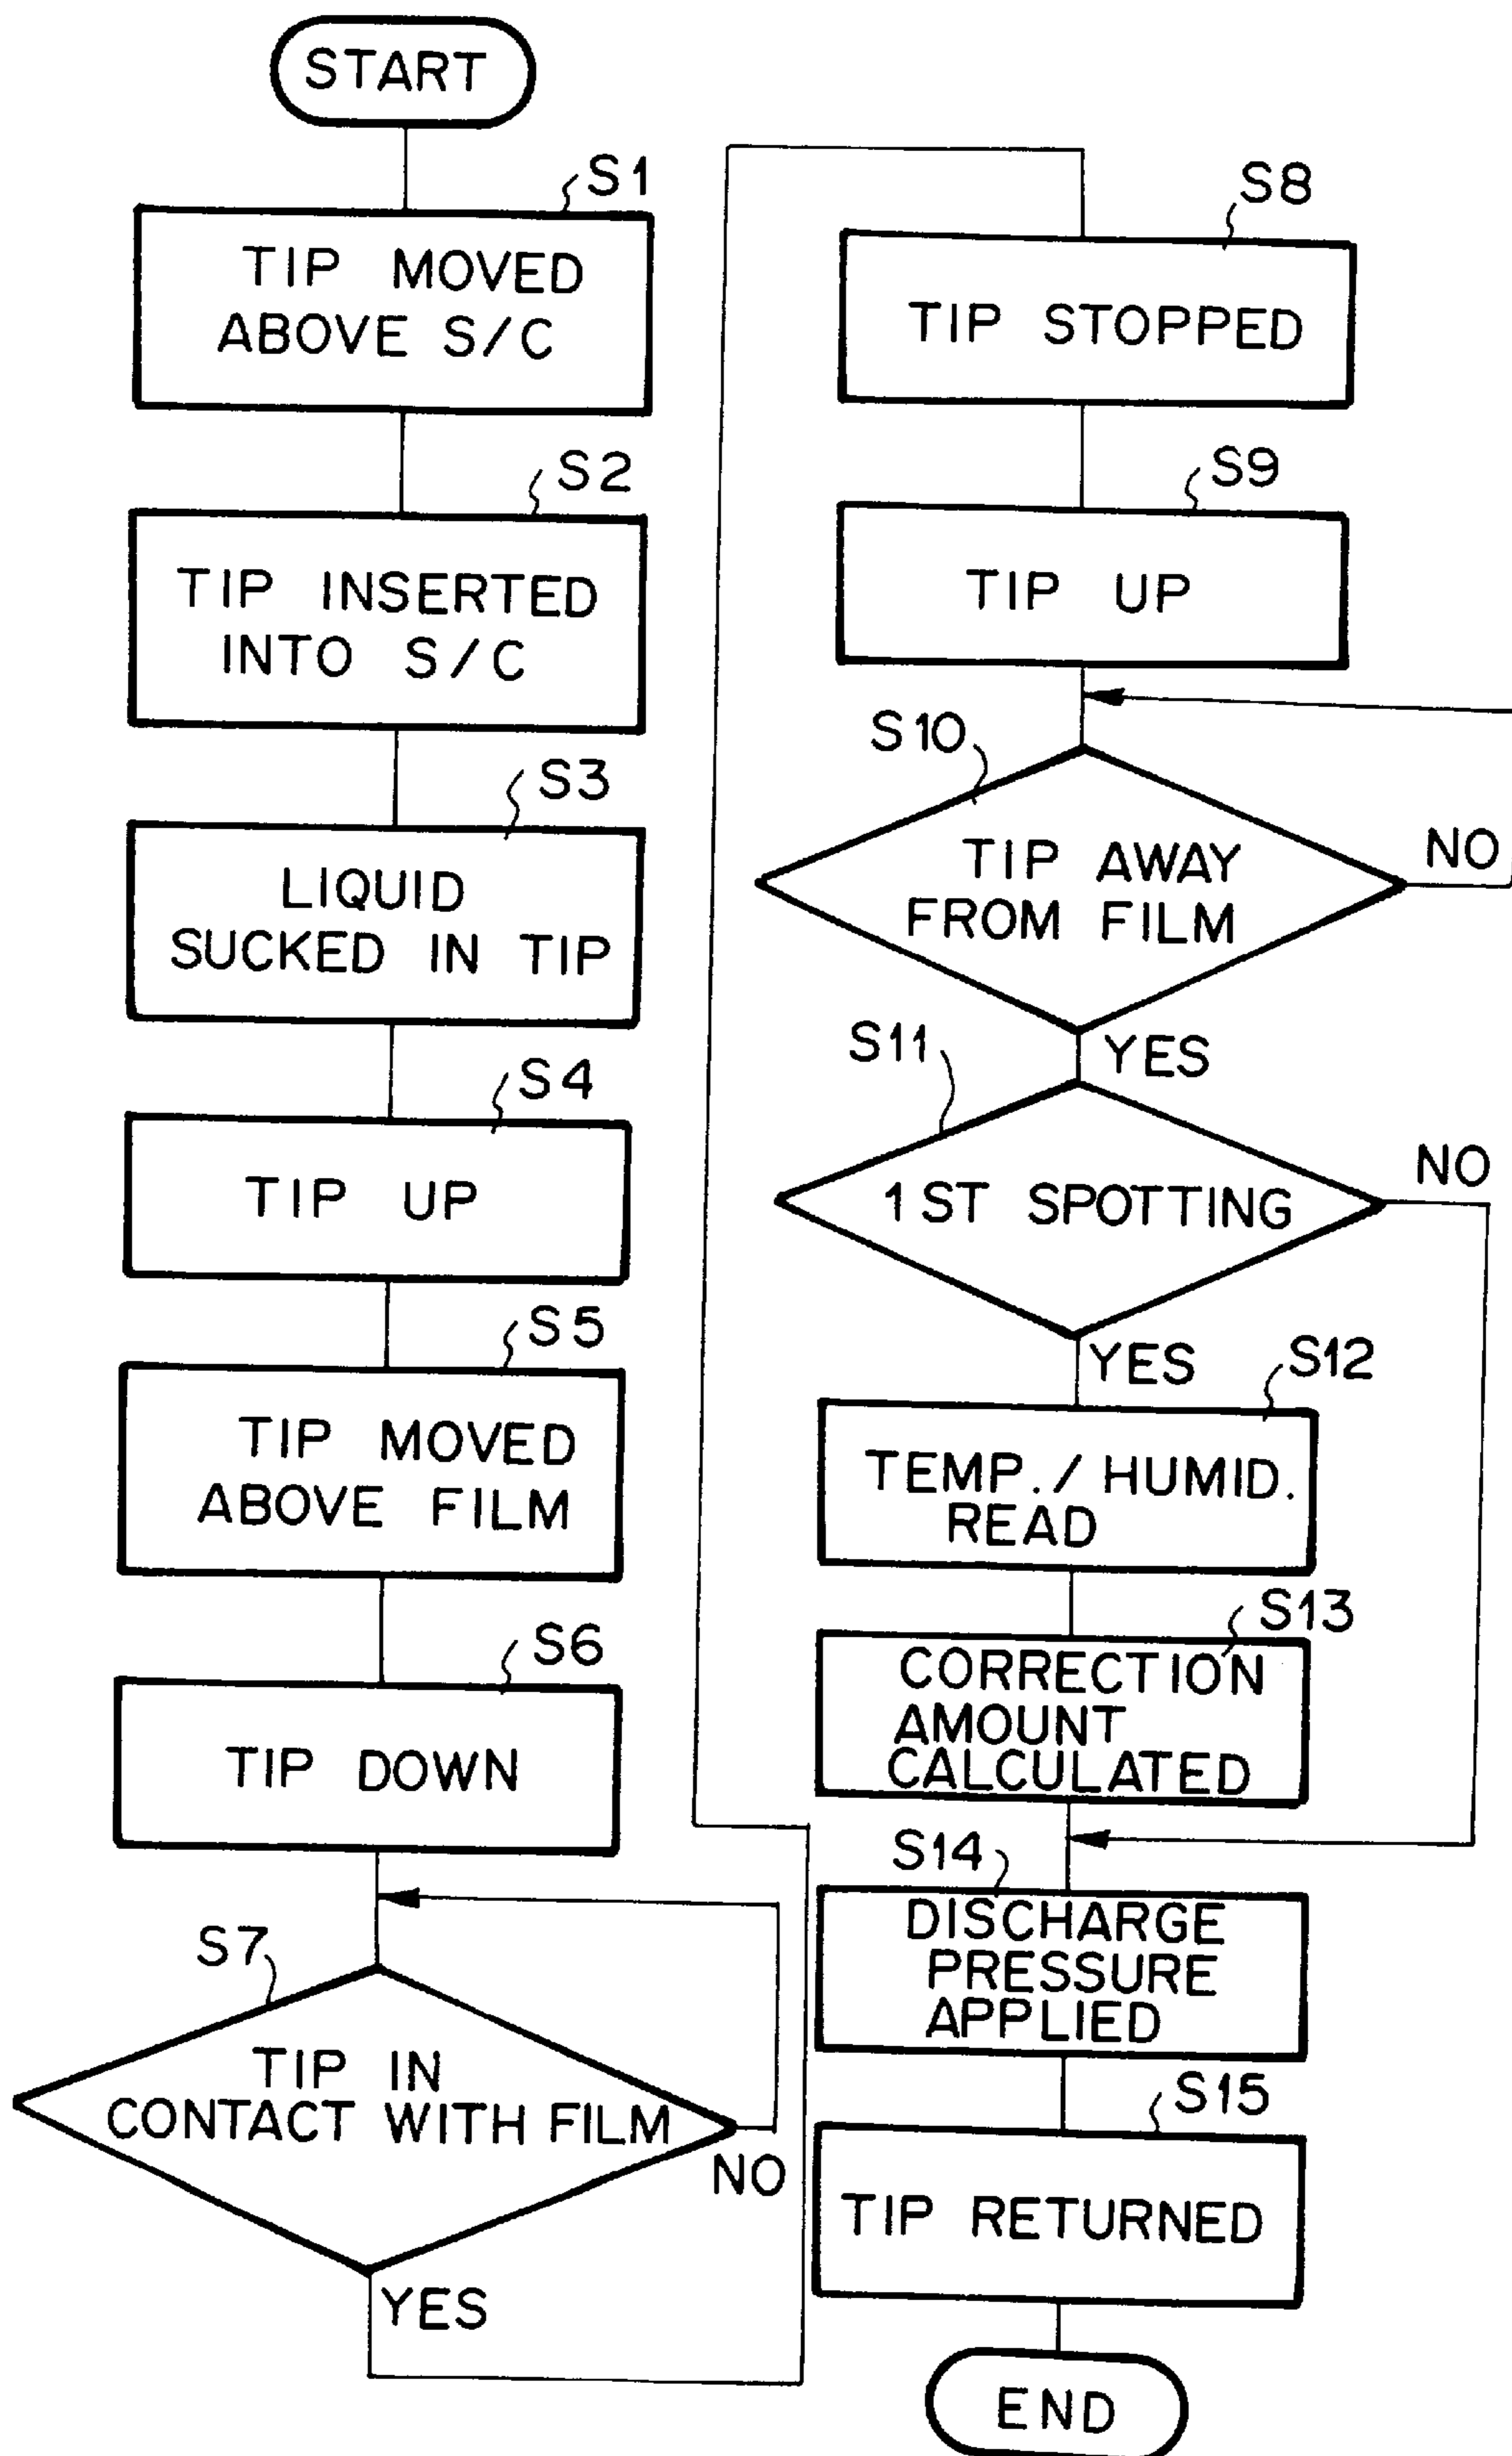 START
S1
TIP MOVED
ABOVE S/C
S2
TIP INSERTED
INTO S/C
S3
LIQUID
SUCKED IN TIP
S4
TIP UP
S5
TIP MOVED
ABOVE FILM
S6
TIP DOWN
S7
TIP IN
CONTACT WITH FILM
NO
YES
S8
TIP STOPPED
S9
TIP UP
S10
TIP AWAY
FROM FILM
NO
YES
S11
1ST SPOTTING
NO
YES
S12
TEMP./HUMID.
READ
S13
CORRECTION
AMOUNT
CALCULATED
S14
DISCHARGE
PRESSURE
APPLIED
S15
TIP RETURNED
END